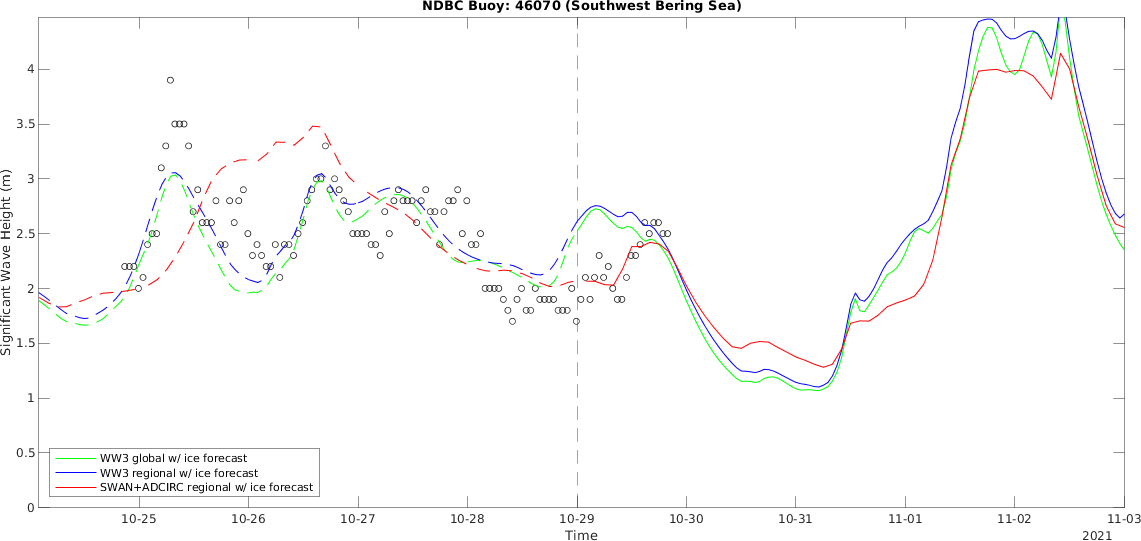 NDBC Buoy: 46070 (Southwest Bering Sea)
Significant Wave Height (m)
4
3.5
3
2.5
2
1.5
1
0.5
0
WW3 global w/ ice forecast
WW3 regional w/ ice forecast
SWAN+ADCIRC regional w/ ice forecast
10-25 10-26 10-27 10-28 10-29 10-30 10-31 11-01 11-02 11-03
Time
2021